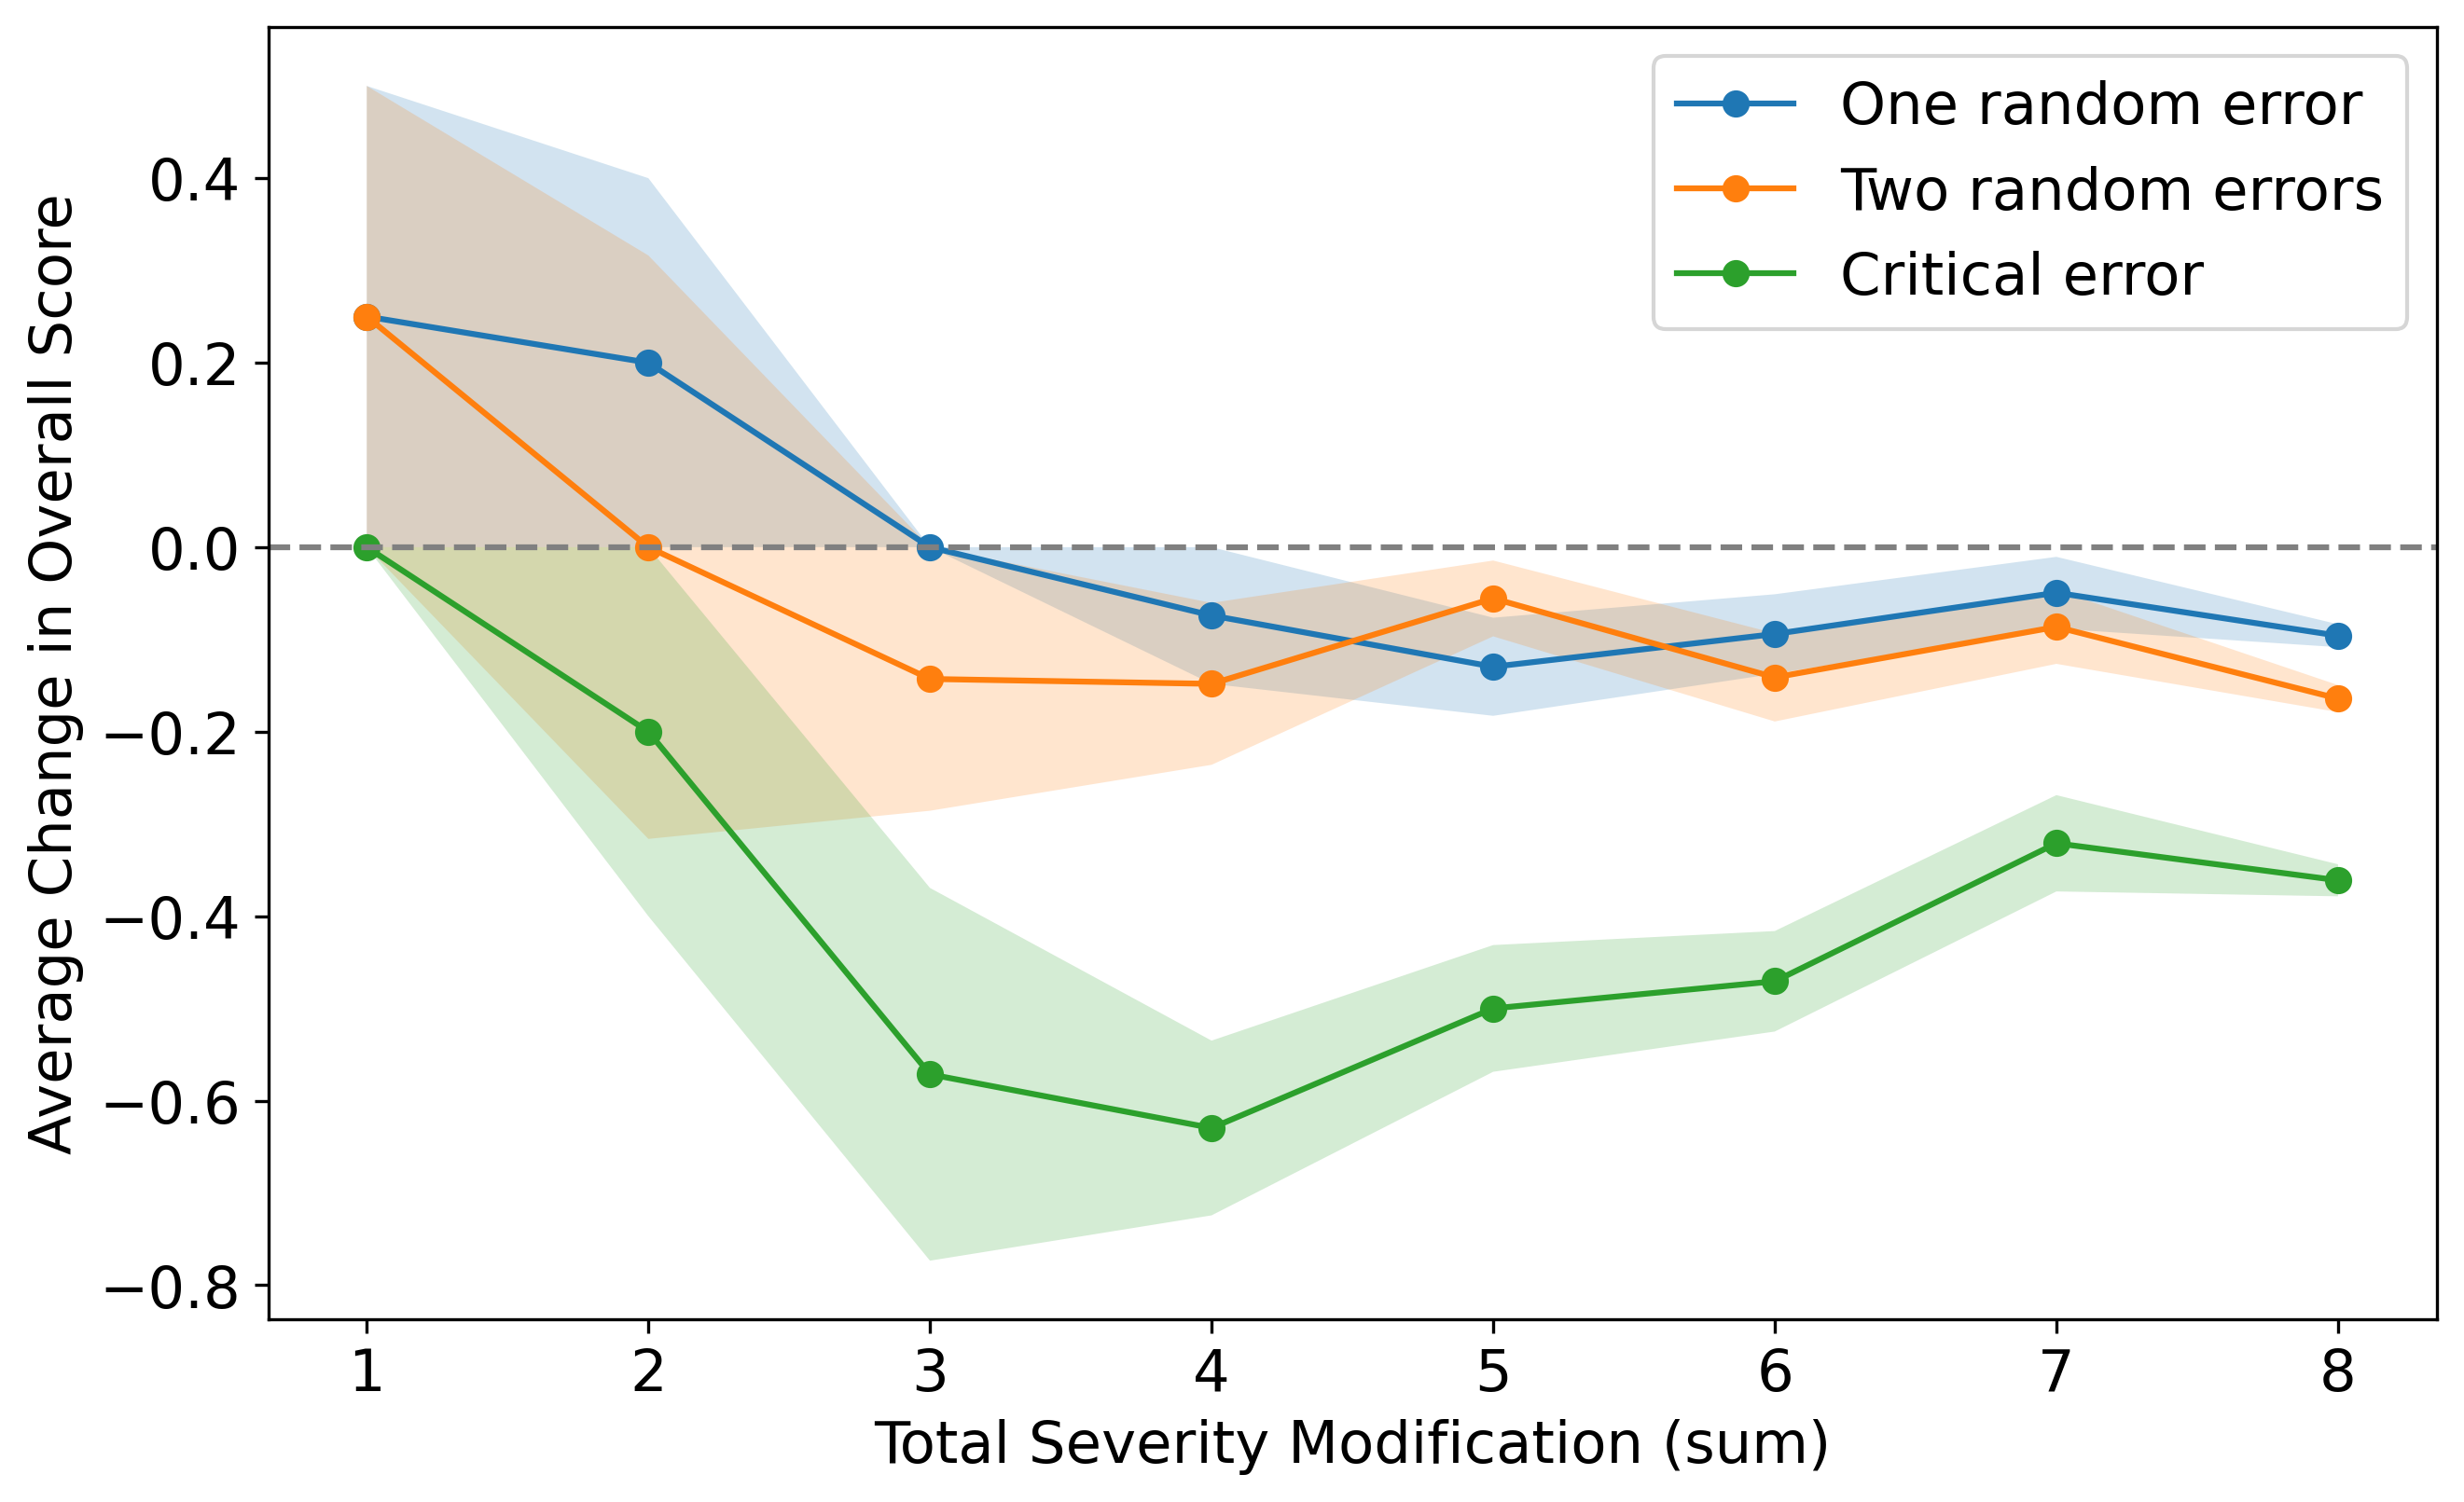 One random error
Two random errors
Critical error
Average Change in Overall Score
0.4
0.2
0.0
−0.2
−0.4
−0.6
−0.8
1 2 3 4 5 6 7 8
Total Severity Modification (sum)